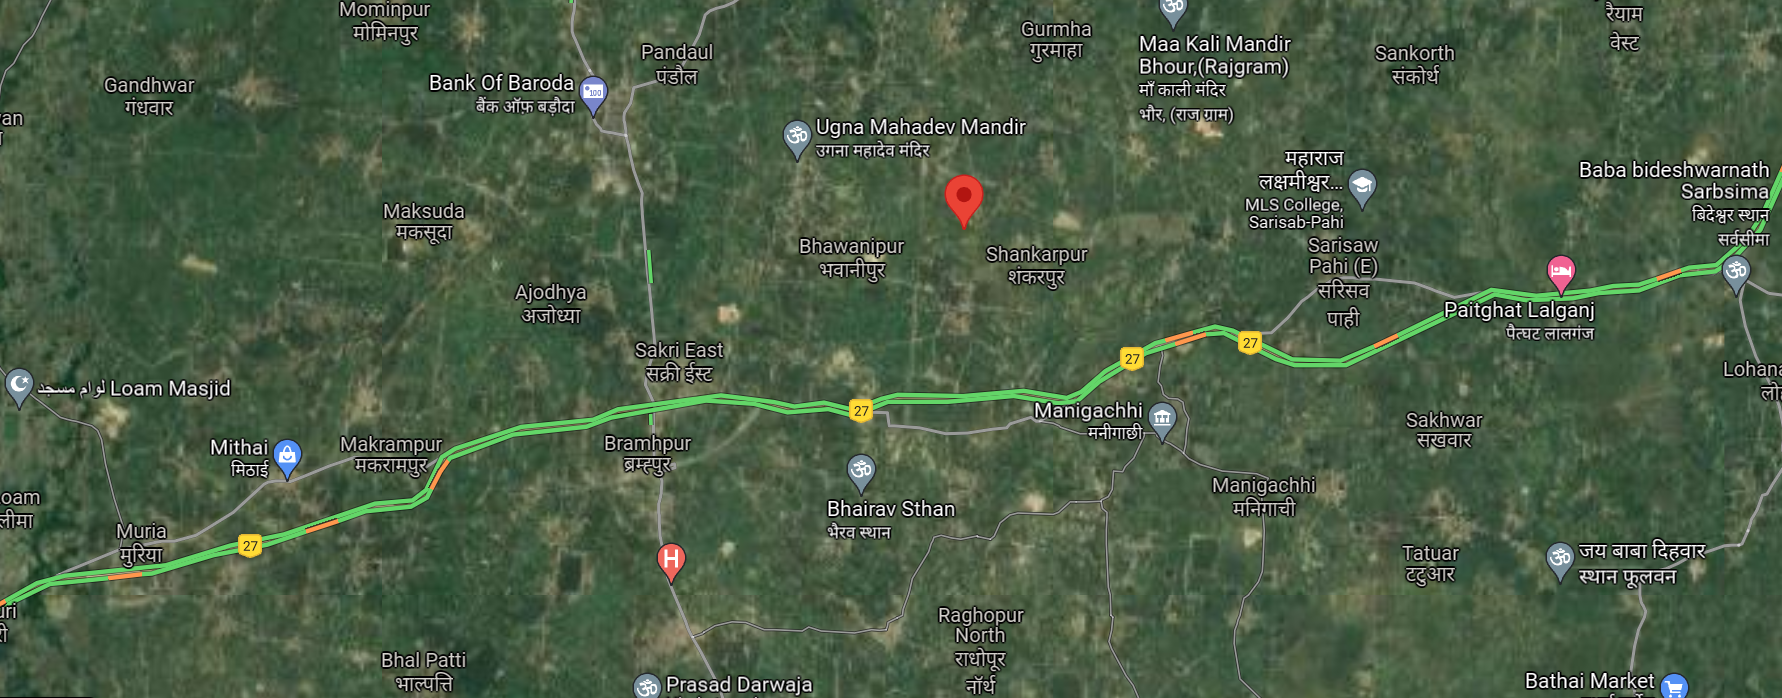 Mominpur
मोमिनपुर
Gandhwar
गंधवार
Bank Of Baroda
बैंक ऑफ़ बड़ौदा
100
Pandaul
पंडौल
Gurmha
गुरमाहा
Maa Kali Mandir
Bhour,(Rajgram)
माँ काली मंदिर
भौर, (राज ग्राम)
Sankorth
संकोर्थ
रैयाम
वेस्ट
Ugna Mahadev Mandir
उगना महादेव मंदिर
महाराज
लक्ष्मीश्वर...
MLS College,
Sarisab-Pahi
Baba bideshwarnath
Sarbsima
बिदेश्वर स्थान
सर्वसीमा
Maksuda
मकसूदा
Bhawanipur
भवानीपुर
Shankarpur
शंकरपुर
Sarisaw
Pahi (E)
सरिसव
पाही
Ajodhya
अजोध्या
Paitghat Lalganj
पैत्घट लालगंज
Sakri East
सक्री ईस्ट
27
27
27
27
Loam Masjid لوام مسجد
Manigachhi
मनीगाछी
Mithai
मिठाई
Makrampur
मकरामपुर
Bramhpur
ब्रम्ह्पुर
Sakhwar
सखवार
Bhairav Sthan
भैरव स्थान
Manigachhi
मनिगाची
Muria
मुरिया
H
Tatuar
टटुआर
जय बाबा दिहवार
स्थान फूलवन
Raghopur
North
राधोपूर
नॉर्थ
Bhal Patti
भाल्पत्ति
Prasad Darwaja
Bathai Market